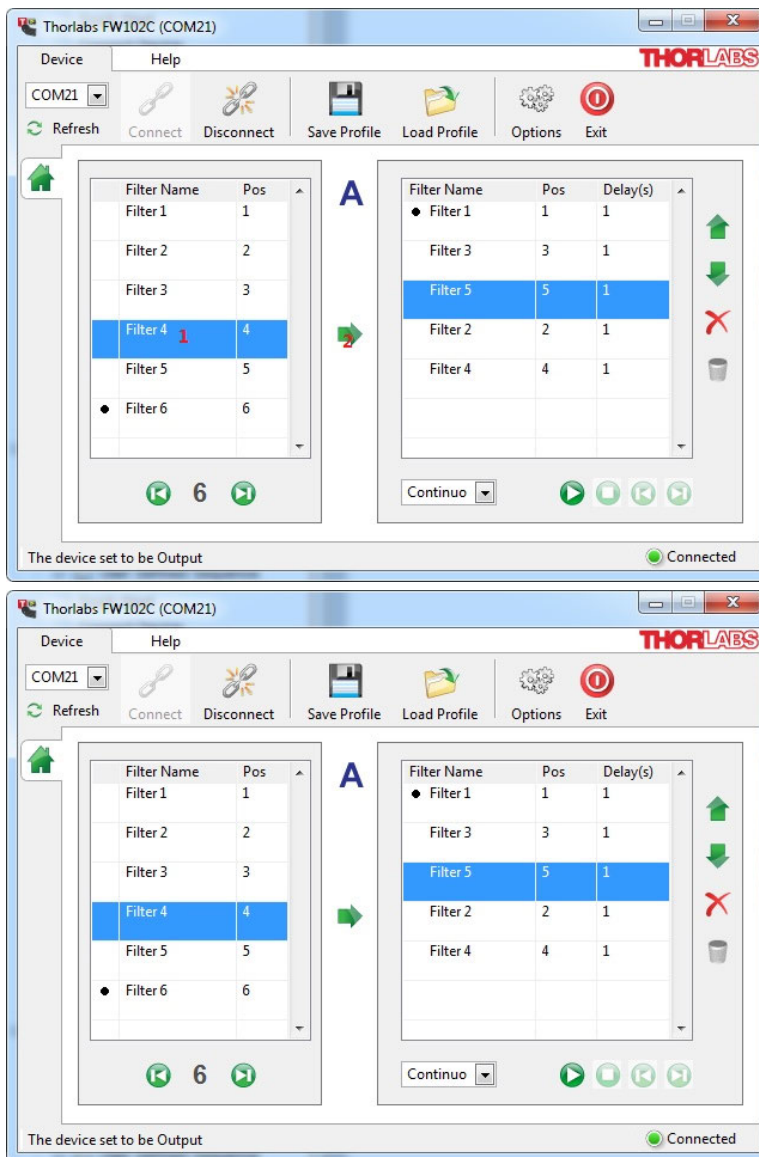 Thorlabs FW102C (COM21)
Device Help THORLABS
COM21
Refresh Connect Disconnect Save Profile Load Profile Options Exit
Filter Name Pos A Filter Name Pos Delay(s)
Filter 1 1 Filter 1 1 1
Filter 2 2 Filter 3 3 1
Filter 3 3 Filter 5 5 1
Filter 4 1 4 2 Filter 2 2 1
Filter 5 5 Filter 4 4 1
Filter 6 6
6 Continuo
The device set to be Output Connected
Thorlabs FW102C (COM21)
Device Help THORLABS
COM21
Refresh Connect Disconnect Save Profile Load Profile Options Exit
Filter Name Pos A Filter Name Pos Delay(s)
Filter 1 1 Filter 1 1 1
Filter 2 2 Filter 3 3 1
Filter 3 3 Filter 5 5 1
Filter 4 4 Filter 2 2 1
Filter 5 5 Filter 4 4 1
Filter 6 6
6 Continuo
The device set to be Output Connected